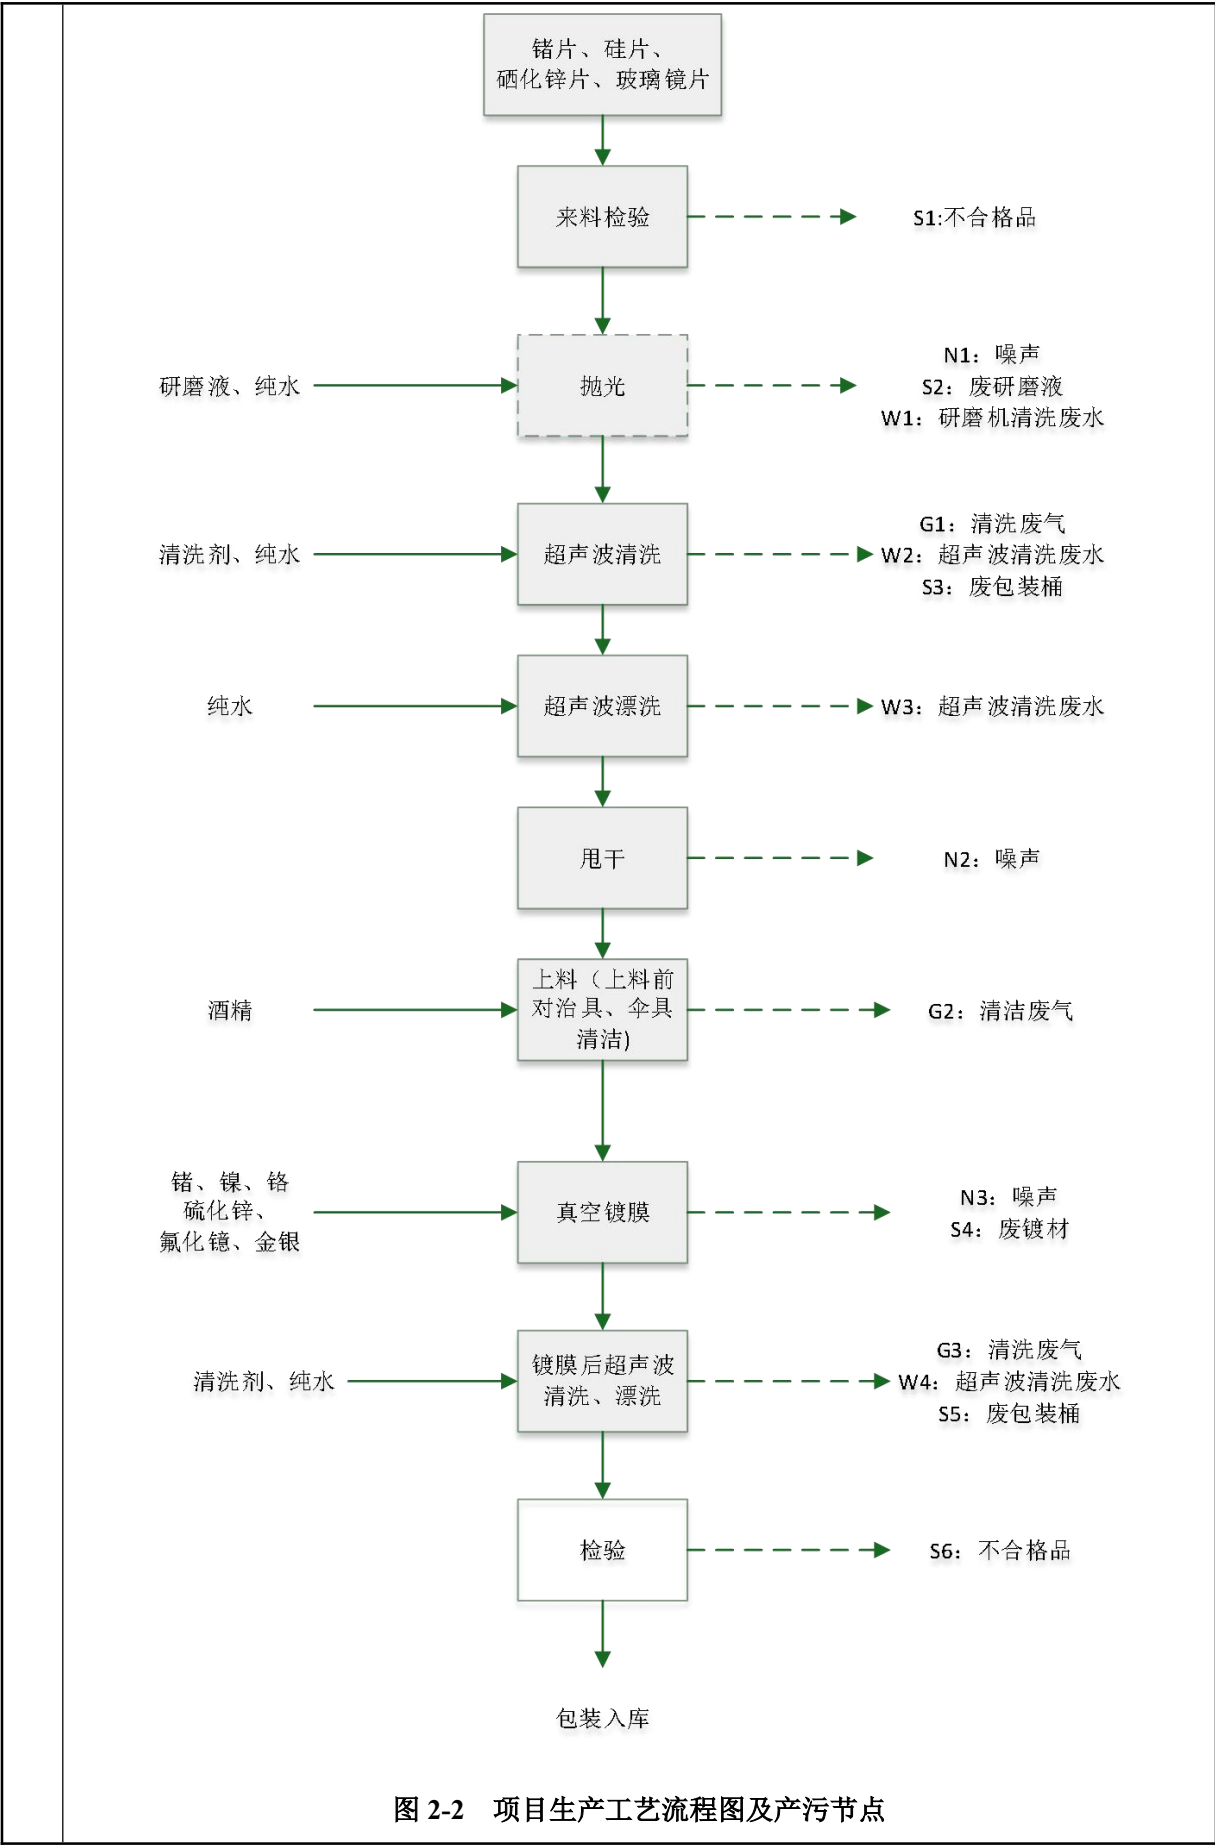 锗片、硅片、
硒化锌片、玻璃镜片
来料检验
S1:不合格品
研磨液、纯水
抛光
N1：噪声
S2：废研磨液
W1：研磨机清洗废水
清洗剂、纯水
超声波清洗
G1：清洗废气
W2：超声波清洗废水
S3：废包装桶
纯水
超声波漂洗
W3：超声波清洗废水
甩干
N2：噪声
酒精
上料（上料前
对治具、伞具
清洁)
G2：清洁废气
锗、镍、铬
硫化锌、
氟化镱、金银
真空镀膜
N3：噪声
S4：废镀材
清洗剂、纯水
镀膜后超声波
清洗、漂洗
G3：清洗废气
W4：超声波清洗废水
S5：废包装桶
检验
S6：不合格品
包装入库
图 2-2 项目生产工艺流程图及产污节点